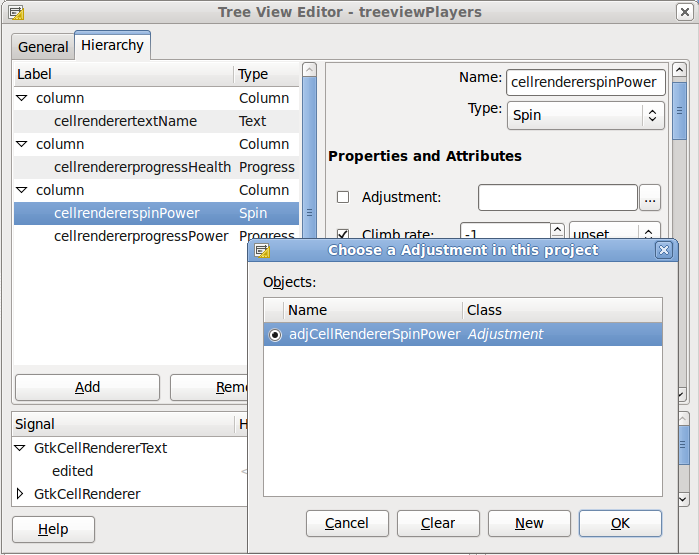 Tree View Editor - treeviewPlayers
General Hierarchy
Label Type
column Column
cellrenderertextName Text
column Column
cellrendererprogressHealth Progress
column Column
cellrendererspinPower Spin
cellrendererprogressPower Progress
Add
Signal
GtkCellRendererText
edited
GtkCellRenderer
Help
Name: cellrendererspinPower
Type: Spin
Properties and Attributes
Adjustment: ...
Climb rate: -1 unset
Choose a Adjustment in this project
Objects:
Name Class
adjCellRendererSpinPower Adjustment
Cancel Clear New OK